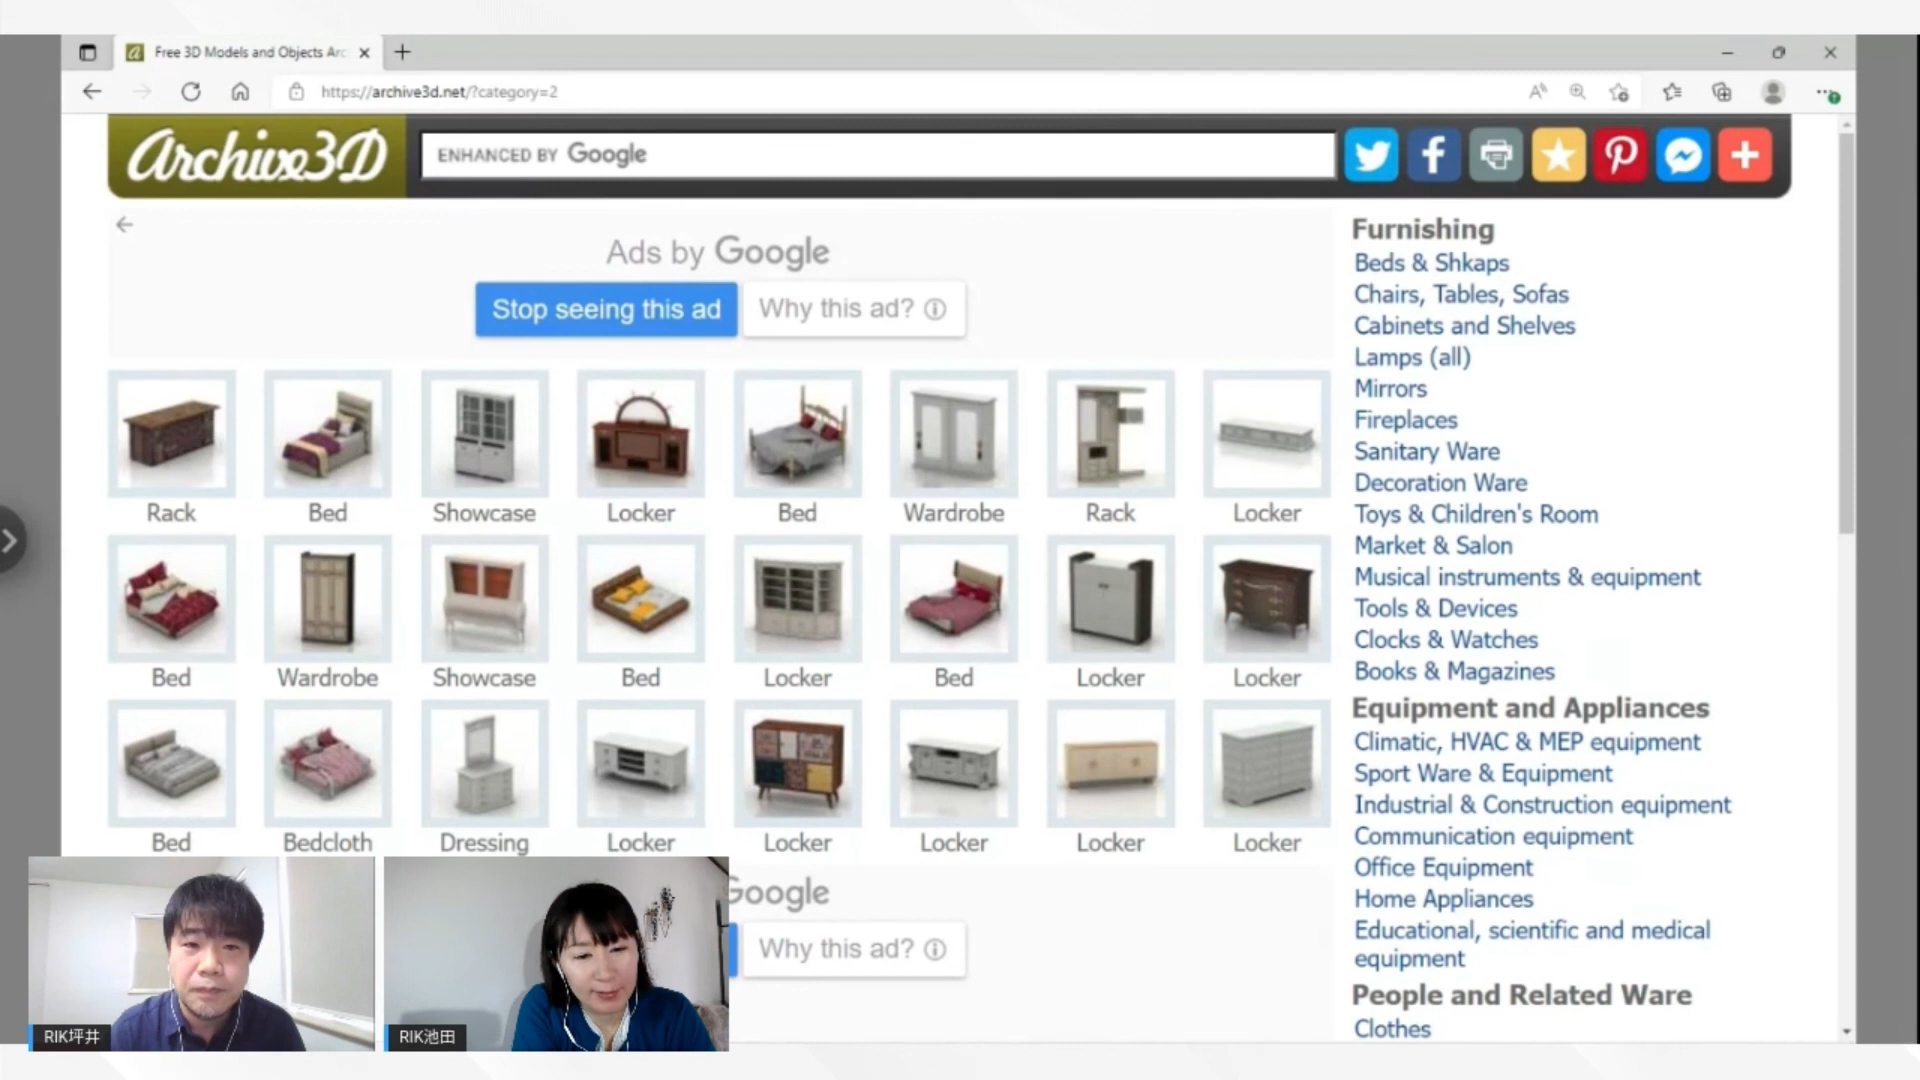 Free 3D Models and Objects Arc
https://archive3d.net/?category=2
Archive3D
ENHANCED BY Google
Ads by Google
Stop seeing this ad
Why this ad?
Rack
Bed
Showcase
Locker
Bed
Wardrobe
Rack
Locker
Bed
Wardrobe
Showcase
Bed
Locker
Bed
Locker
Locker
Bed
Bedcloth
Dressing
Locker
Locker
Locker
Locker
Locker
Google
Why this ad?
Furnishing
Beds & Shkaps
Chairs, Tables, Sofas
Cabinets and Shelves
Lamps (all)
Mirrors
Fireplaces
Sanitary Ware
Decoration Ware
Toys & Children's Room
Market & Salon
Musical instruments & equipment
Tools & Devices
Clocks & Watches
Books & Magazines
Equipment and Appliances
Climatic, HVAC & MEP equipment
Sport Ware & Equipment
Industrial & Construction equipment
Communication equipment
Office Equipment
Home Appliances
Educational, scientific and medical
equipment
People and Related Ware
Clothes
RIK坪井
RIK池田